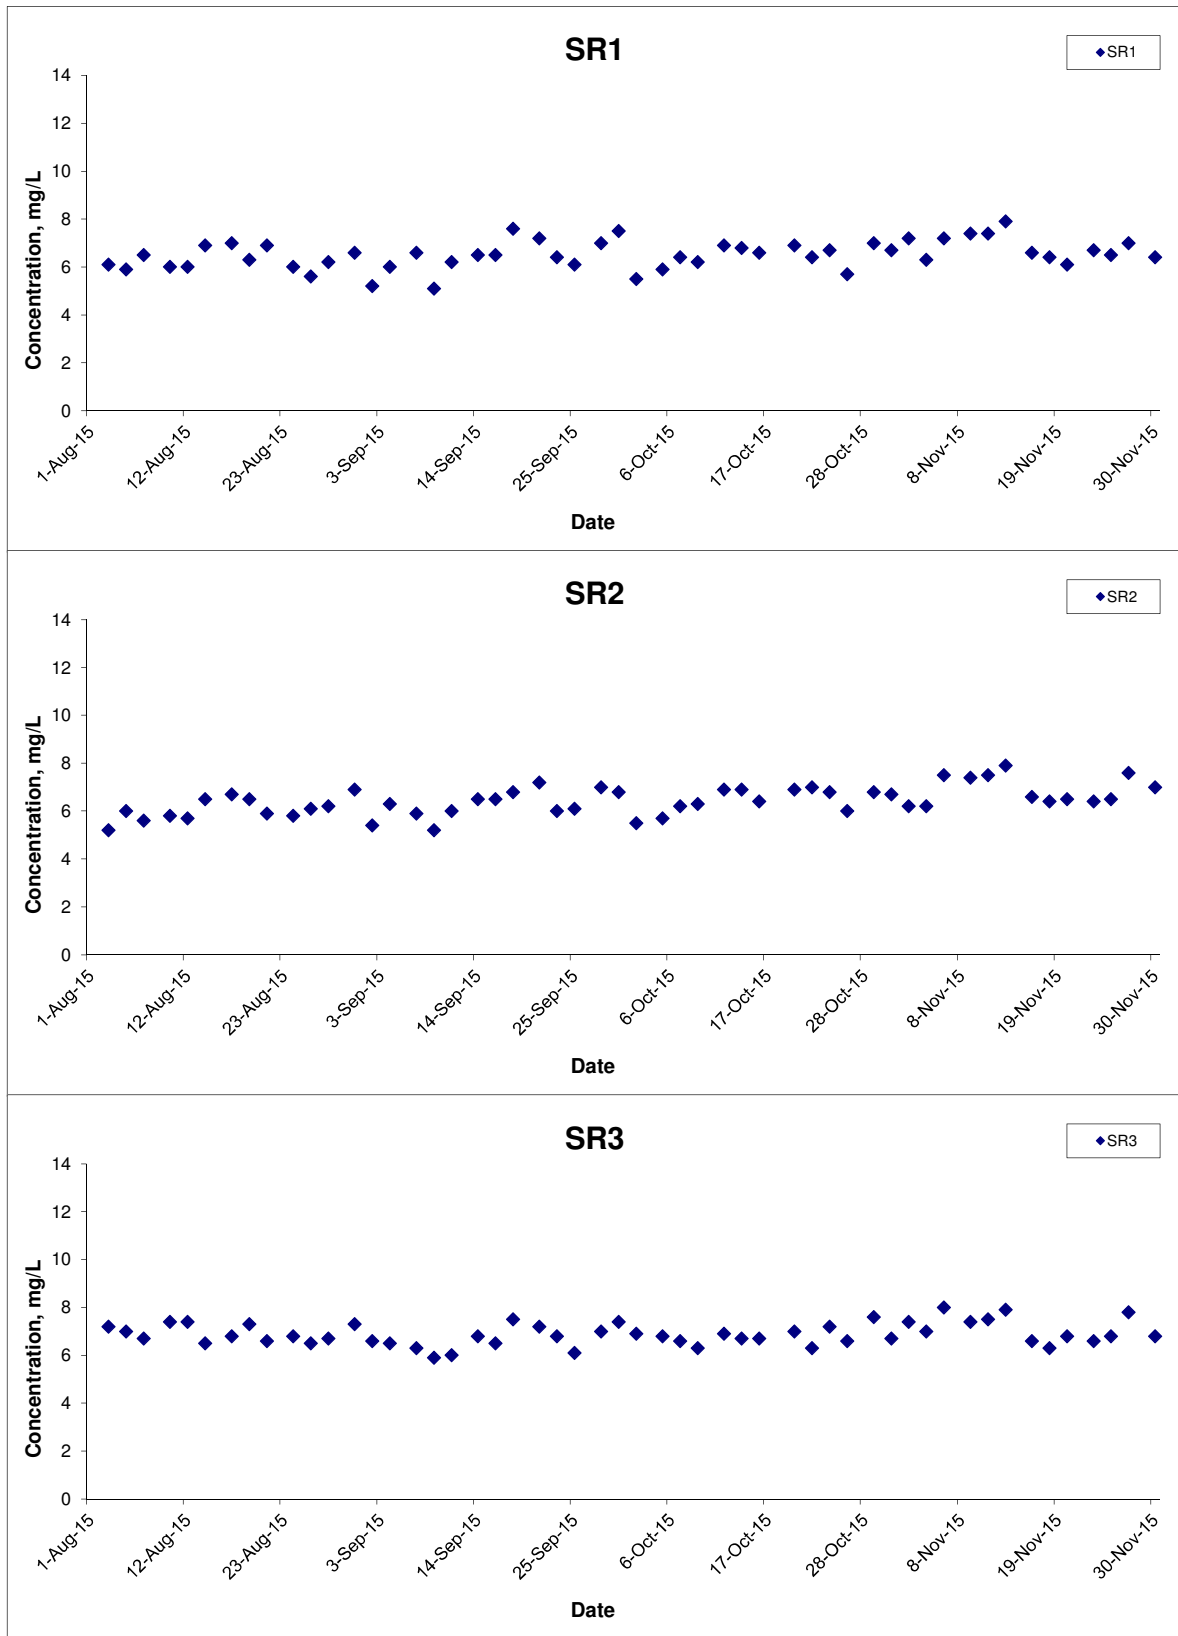 SR1
SR1
14
12
10
8
6
4
2
0
Concentration, mg/L
1-Aug-15
12-Aug-15
23-Aug-15
3-Sep-15
14-Sep-15
25-Sep-15
6-Oct-15
17-Oct-15
28-Oct-15
8-Nov-15
19-Nov-15
30-Nov-15
Date
SR2
SR2
14
12
10
8
6
4
2
0
Concentration, mg/L
1-Aug-15
12-Aug-15
23-Aug-15
3-Sep-15
14-Sep-15
25-Sep-15
6-Oct-15
17-Oct-15
28-Oct-15
8-Nov-15
19-Nov-15
30-Nov-15
Date
SR3
SR3
14
12
10
8
6
4
2
0
Concentration, mg/L
1-Aug-15
12-Aug-15
23-Aug-15
3-Sep-15
14-Sep-15
25-Sep-15
6-Oct-15
17-Oct-15
28-Oct-15
8-Nov-15
19-Nov-15
30-Nov-15
Date